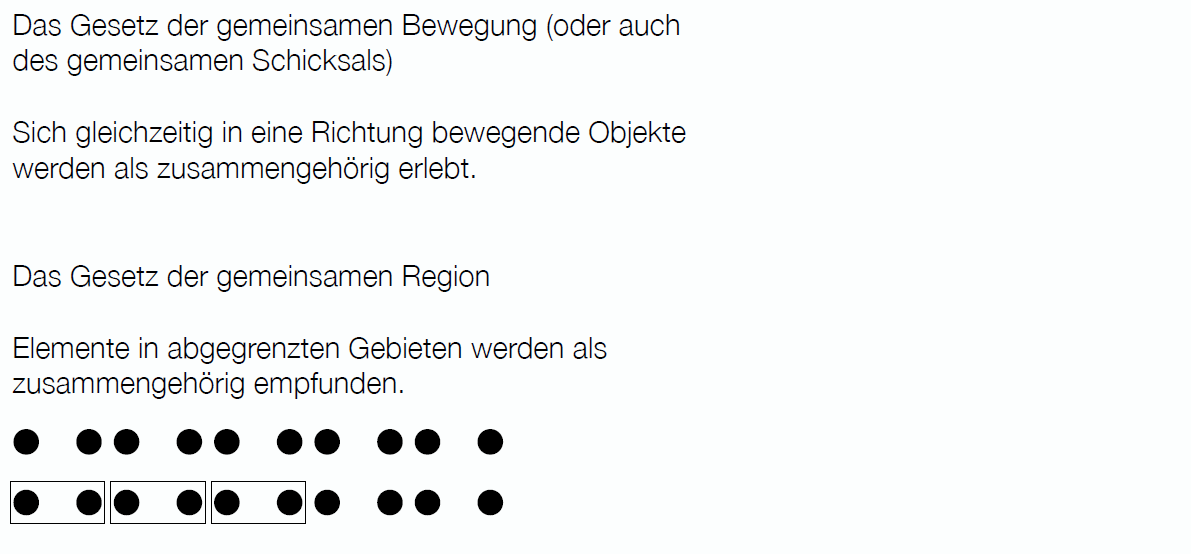 Das Gesetz der gemeinsamen Bewegung (oder auch
des gemeinsamen Schicksals)
Sich gleichzeitig in eine Richtung bewegende Objekte
werden als zusammengehörig erlebt.
Das Gesetz der gemeinsamen Region
Elemente in abgegrenzten Gebieten werden als
zusammengehörig empfunden.